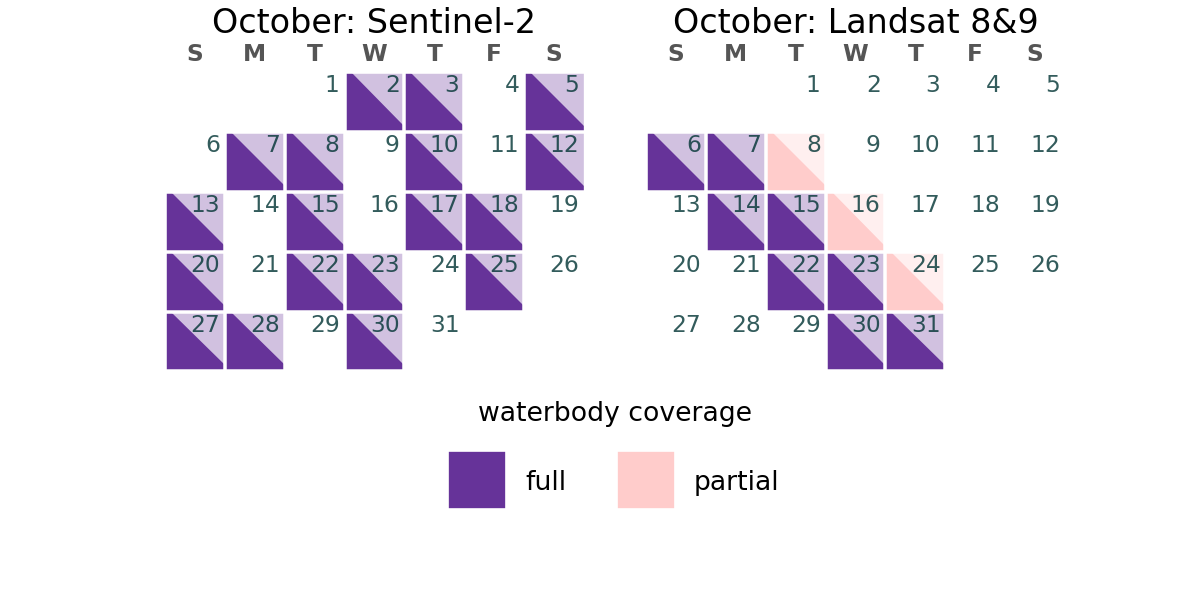 October: Sentinel-2
S M T W T F S
1 2 3 4 5
6 7 8 9 10 11 12
13 14 15 16 17 18 19
20 21 22 23 24 25 26
27 28 29 30 31
October: Landsat 8&9
S M T W T F S
1 2 3 4 5
6 7 8 9 10 11 12
13 14 15 16 17 18 19
20 21 22 23 24 25 26
27 28 29 30 31
waterbody coverage
full partial